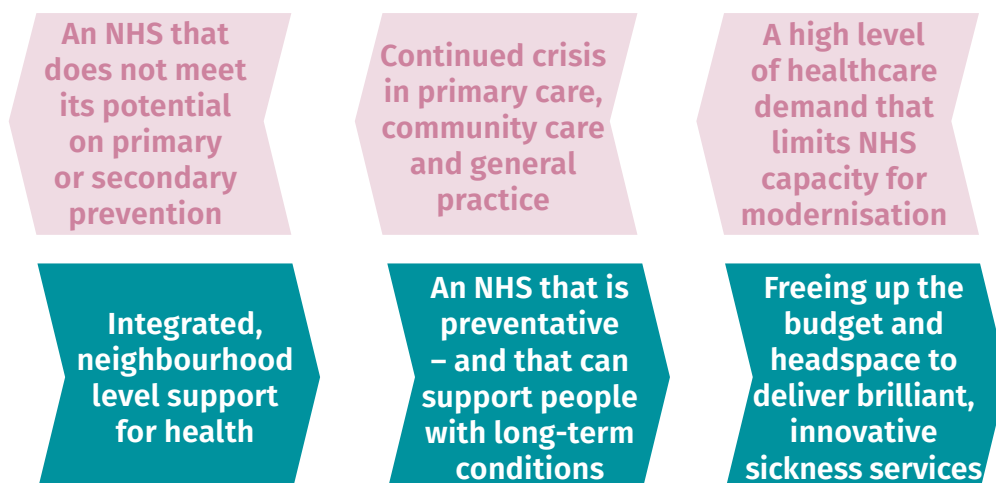 An NHS that
does not meet
its potential
on primary
or secondary
prevention
Continued crisis
in primary care,
community care
and general
practice
A high level
of healthcare
demand that
limits NHS
capacity for
modernisation
Integrated,
neighbourhood
level support
for health
An NHS that is
preventative
– and that can
support people
with long-term
conditions
Freeing up the
budget and
headspace to
deliver brilliant,
innovative
sickness services